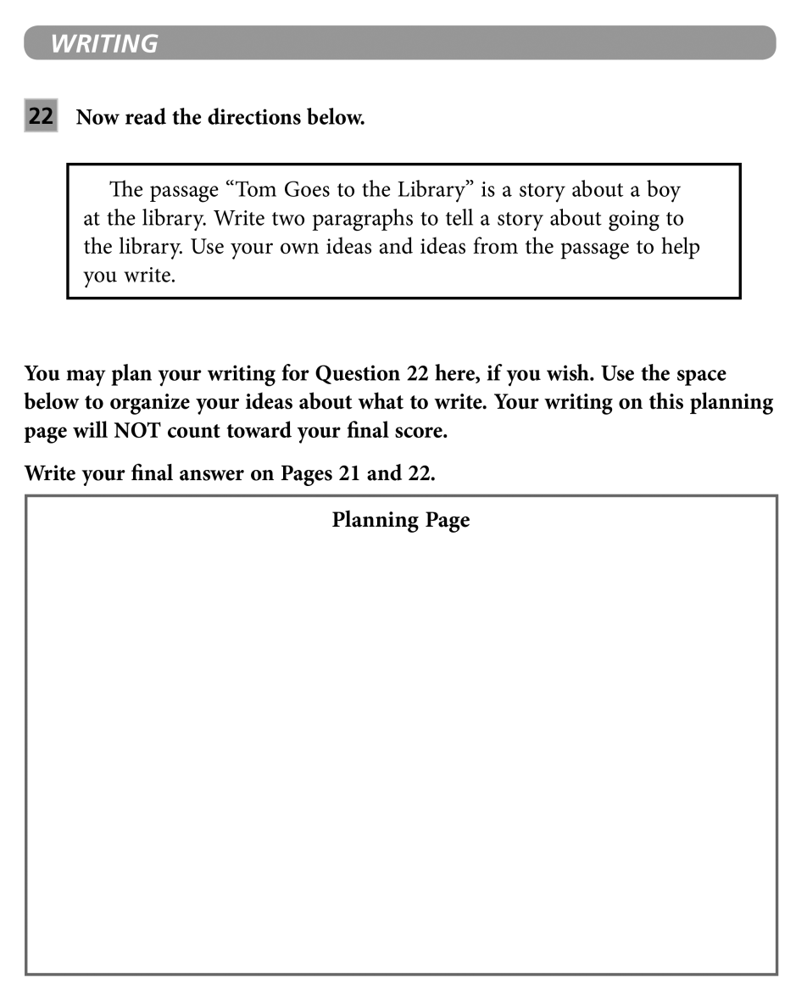 WRITING
22 Now read the directions below.
The passage “Tom Goes to the Library” is a story about a boy
at the library. Write two paragraphs to tell a story about going to
the library. Use your own ideas and ideas from the passage to help
you write.
You may plan your writing for Question 22 here, if you wish. Use the space
below to organize your ideas about what to write. Your writing on this planning
page will NOT count toward your final score.
Write your final answer on Pages 21 and 22.
Planning Page